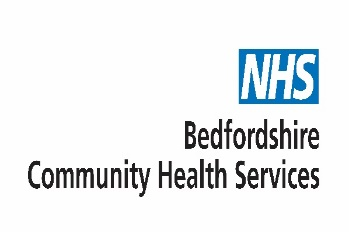 NHS
Bedfordshire
Community Health Services